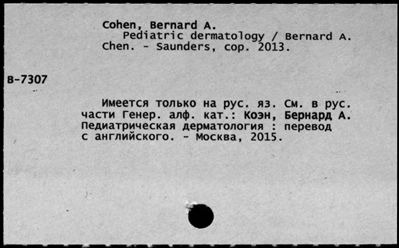 Cohen, Bernard A.
Pediatric dermatology / Bernard A.
Chen. - Saunders, cop. 2013.
B-7307
Имеется только на рус. яз. См. в рус.
части Генер. алф. кат.: Коэн, Бернард А.
Педиатрическая дерматология : перевод
с английского. - Москва, 2015.